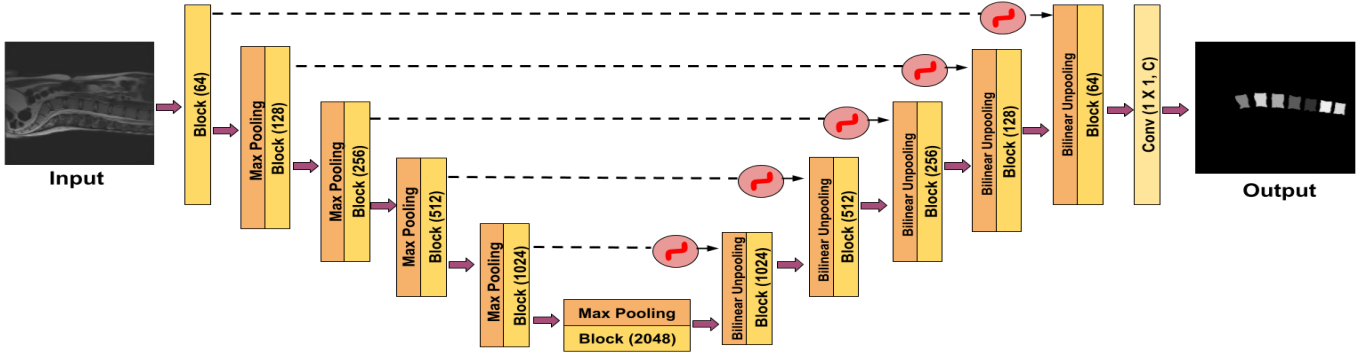 Input
Block (64)
Max Pooling
Block (128)
Max Pooling
Block (256)
Max Pooling
Block (512)
Max Pooling
Block (1024)
Max Pooling
Block (2048)
Bilinear Unpooling
Block (1024)
Bilinear Unpooling
Block (512)
Bilinear Unpooling
Block (256)
Bilinear Unpooling
Block (128)
Bilinear Unpooling
Block (64)
Conv (1 X 1, C)
Output